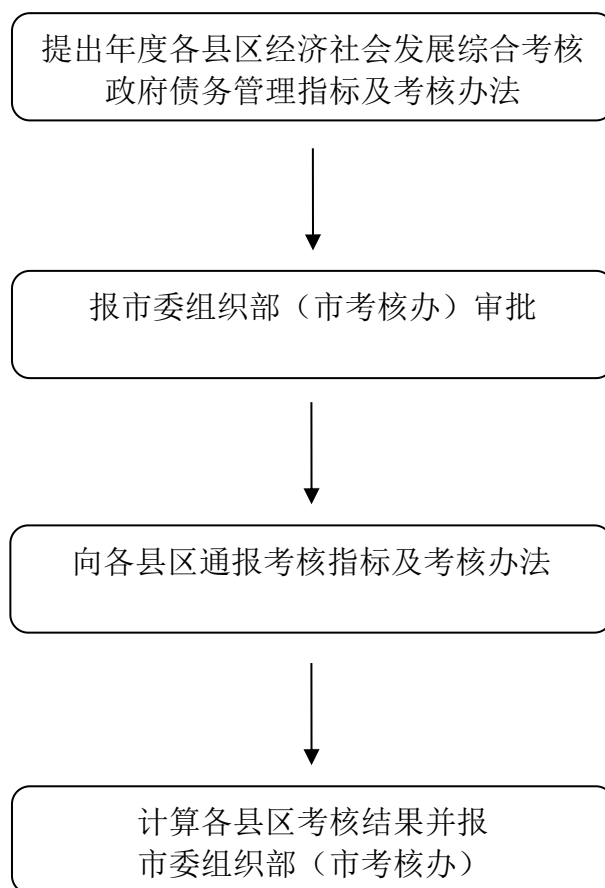 提出年度各县区经济社会发展综合考核
政府债务管理指标及考核办法
报市委组织部（市考核办）审批
向各县区通报考核指标及考核办法
计算各县区考核结果并报
市委组织部（市考核办）